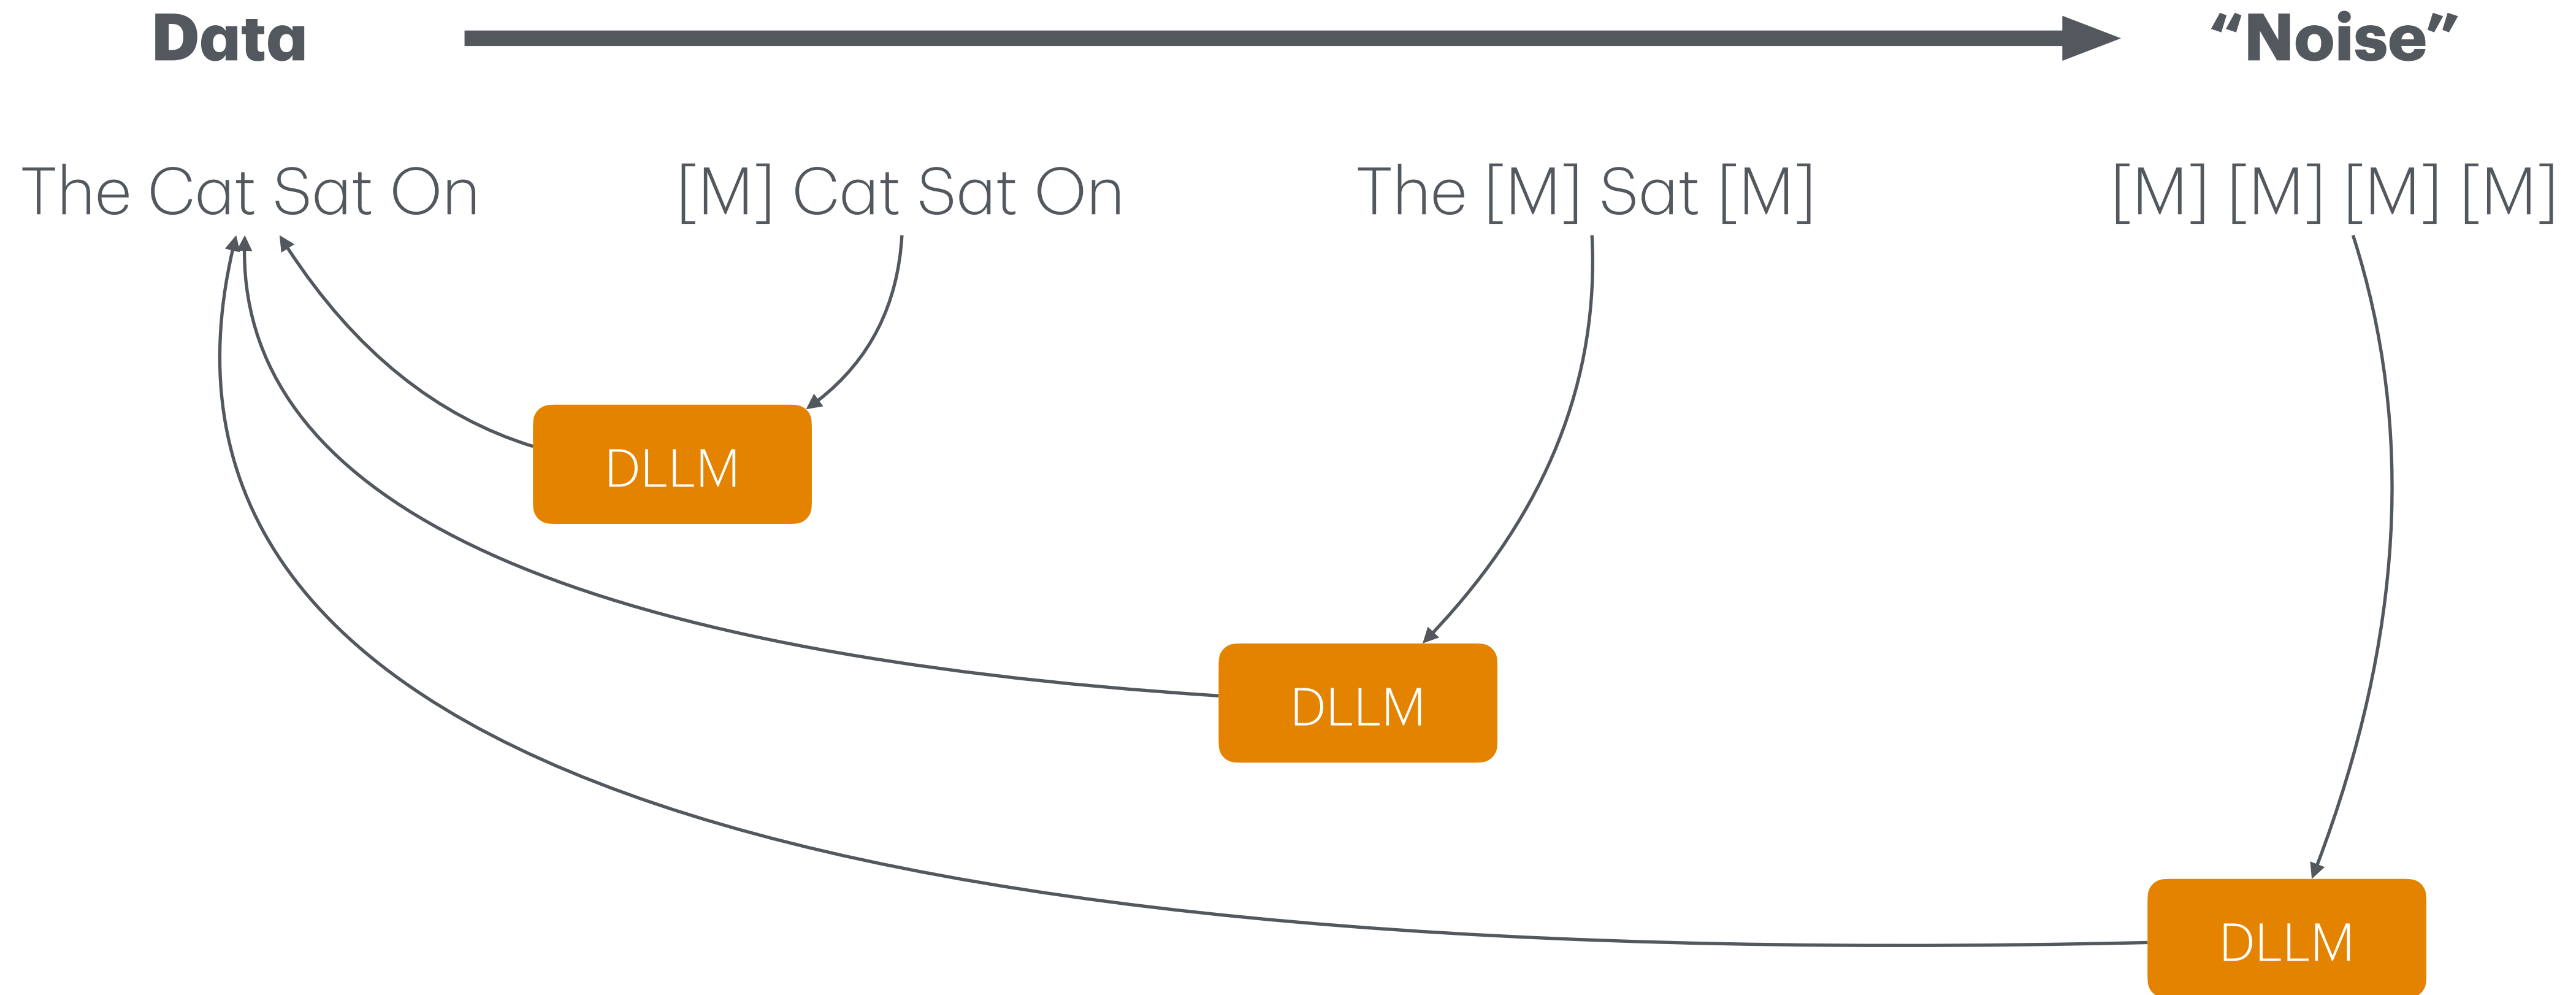 Data “Noise”
The Cat Sat On [M] Cat Sat On The [M] Sat [M] [M] [M] [M] [M]
DLLM
DLLM
DLLM